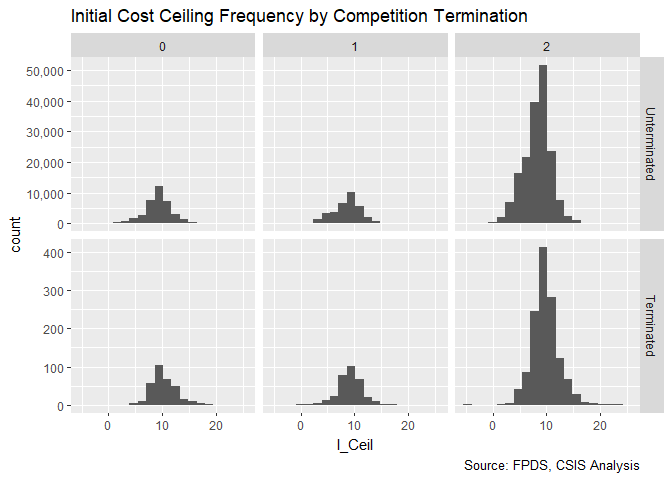 Initial Cost Ceiling Frequency by Competition Termination
0 1 2
50,000
40,000
30,000
20,000
10,000
0
Unterminated
count
400
300
200
100
0
Terminated
0 10 20 0 10 20 0 10 20
l_Ceil
Source: FPDS, CSIS Analysis